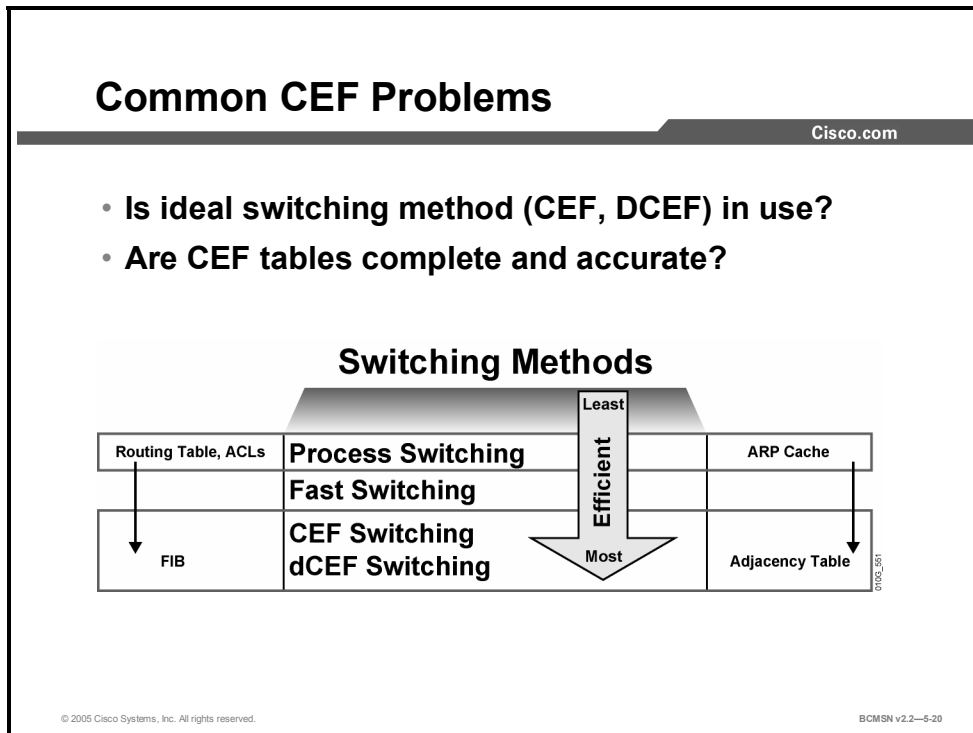 Common CEF Problems
Cisco.com
• Is ideal switching method (CEF, DCEF) in use?
• Are CEF tables complete and accurate?
Switching Methods
Least
Efficient
Most
Routing Table, ACLs
Process Switching
ARP Cache
Fast Switching
FIB
CEF Switching
dCEF Switching
Adjacency Table
010G_551
© 2005 Cisco Systems, Inc. All rights reserved.
BCMSN v2.2—5-20